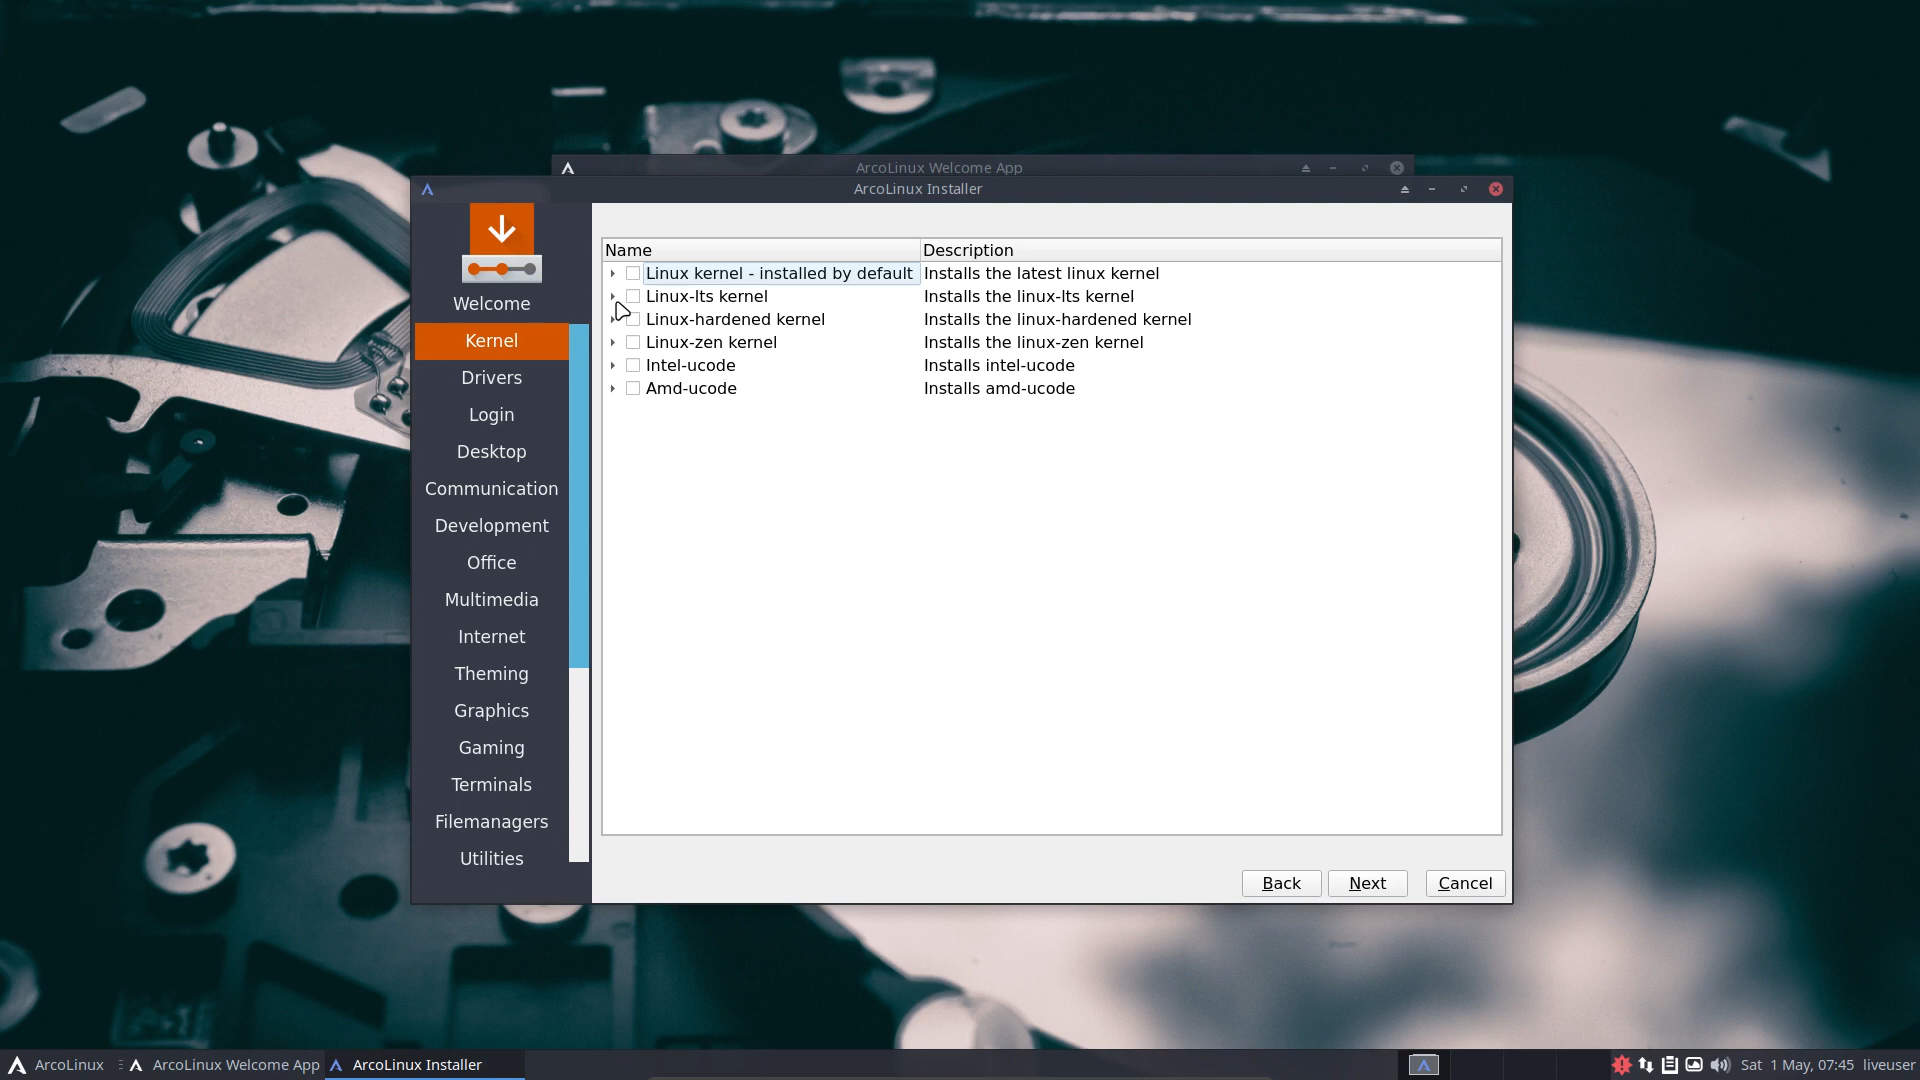 ArcoLinux Welcome App
ArcoLinux Installer
Welcome
Kernel
Drivers
Login
Desktop
Communication
Development
Office
Multimedia
Internet
Theming
Graphics
Gaming
Terminals
Filemanagers
Utilities
Name Description
Linux kernel - installed by default Installs the latest linux kernel
Linux-lts kernel Installs the linux-lts kernel
Linux-hardened kernel Installs the linux-hardened kernel
Linux-zen kernel Installs the linux-zen kernel
Intel-ucode Installs intel-ucode
Amd-ucode Installs amd-ucode
Back Next Cancel
ArcoLinux ArcoLinux Welcome App ArcoLinux Installer Sat 1 May, 07:45 liveuser